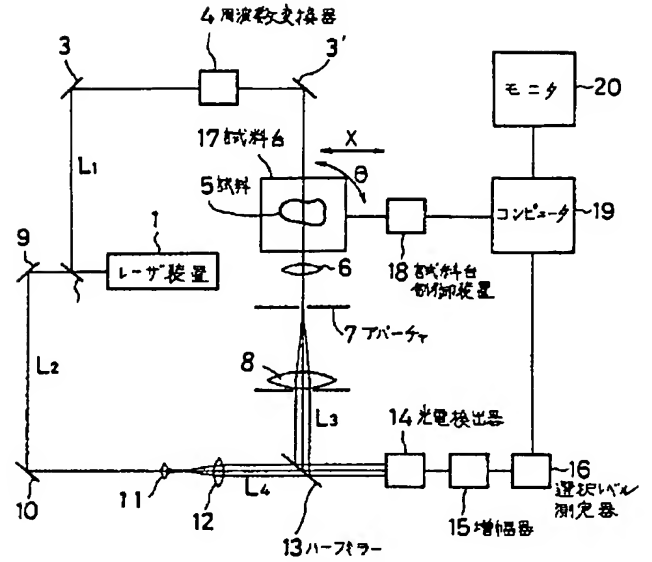 4 周波数変換器
3
3'
17 試料台
X
θ
5 試料
モニタ
20
L1
9
1
レーザ装置
6
18 試料台
制御装置
コンピュータ
19
7 アパーチャ
8
L2
L3
14 光電検出器
10
11
12
L4
13 ハーフミラー
15 増幅器
16
選択レベル
測定器